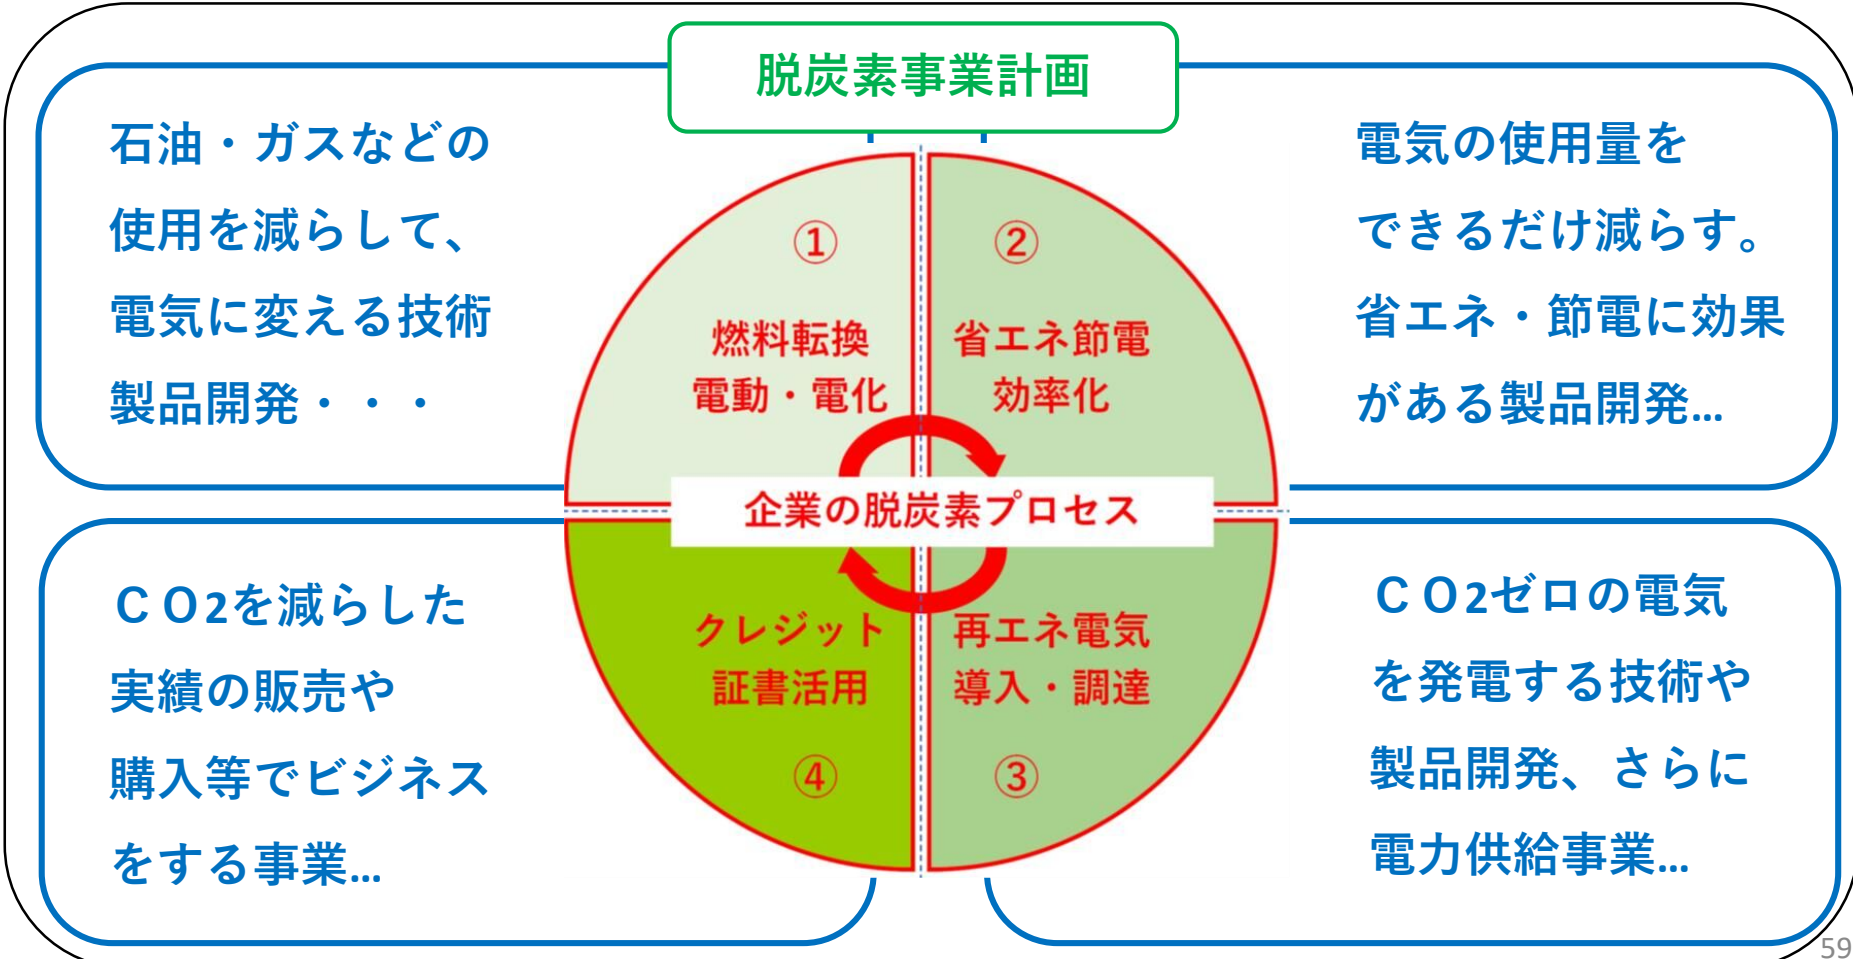 脱炭素事業計画
石油・ガスなどの
使用を減らして、
電気に変える技術
製品開発・・・
電気の使用量を
できるだけ減らす。
省エネ・節電に効果
がある製品開発…
①
燃料転換
電動・電化
②
省エネ節電
効率化
企業の脱炭素プロセス
クレジット
証書活用
④
再エネ電気
導入・調達
③
ＣＯ2を減らした
実績の販売や
購入等でビジネス
をする事業…
ＣＯ2ゼロの電気
を発電する技術や
製品開発、さらに
電力供給事業…
59